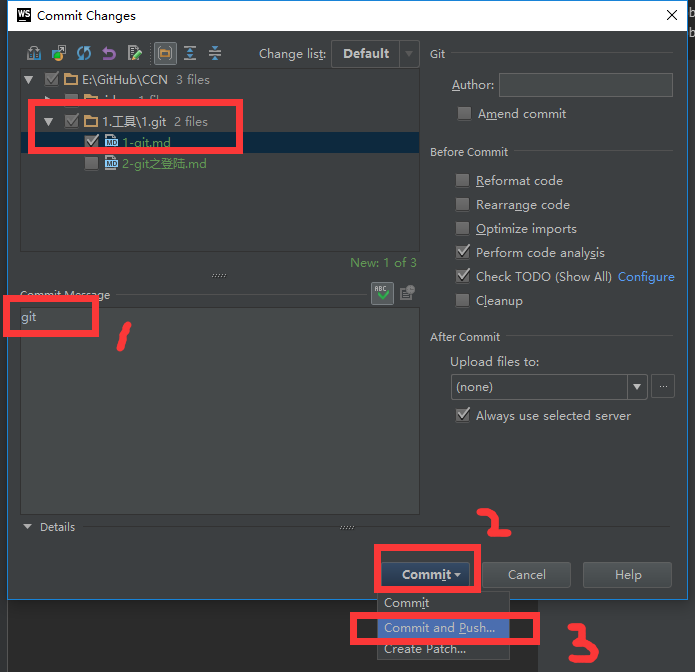 WS Commit Changes
Change list: Default
E:\GitHub\CCN 3 files
1.工具\1.git 2 files
MD 1-git.md
MD 2-git之登陆.md
New: 1 of 3
Commit Message
ABC
git
1
Details
Git
Author:
Amend commit
Before Commit
Reformat code
Rearrange code
Optimize imports
Perform code analysis
Check TODO (Show All) Configure
Cleanup
After Commit
Upload files to:
(none)
...
Always use selected server
2
Commit Cancel Help
Commit
Commit and Push...
Create Patch...
3